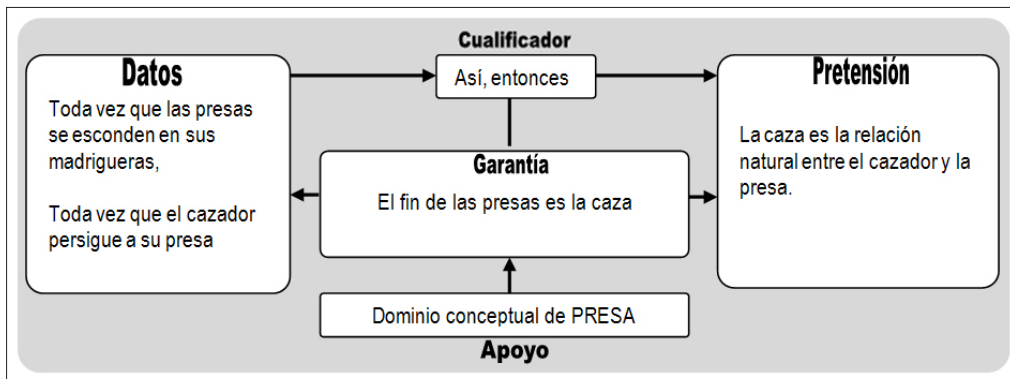 Cualificador
Datos
Así, entonces
Pretensión
Toda vez que las presas
se esconden en sus
madrigueras,
Toda vez que el cazador
persigue a su presa
Garantía
El fin de las presas es la caza
La caza es la relación
natural entre el cazador y la
presa.
Dominio conceptual de PRESA
Apoyo